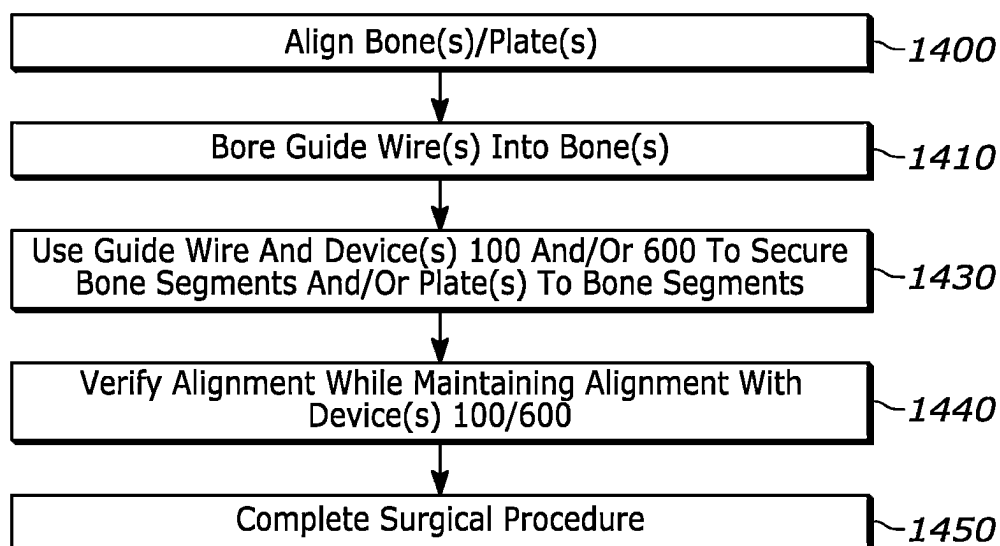 Align Bone(s)/Plate(s)
1400
Bore Guide Wire(s) Into Bone(s)
1410
Use Guide Wire And Device(s) 100 And/Or 600 To Secure
Bone Segments And/Or Plate(s) To Bone Segments
1430
Verify Alignment While Maintaining Alignment With
Device(s) 100/600
1440
Complete Surgical Procedure
1450